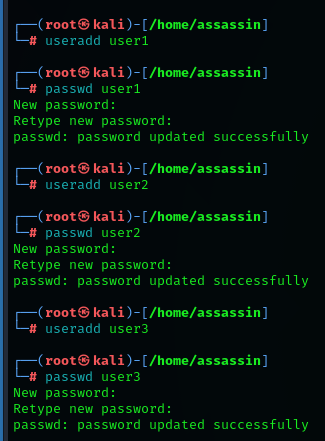 ┌──(root㉿kali)-[/home/assassin]
└─# useradd user1
┌──(root㉿kali)-[/home/assassin]
└─# passwd user1
New password:
Retype new password:
passwd: password updated successfully
┌──(root㉿kali)-[/home/assassin]
└─# useradd user2
┌──(root㉿kali)-[/home/assassin]
└─# passwd user2
New password:
Retype new password:
passwd: password updated successfully
┌──(root㉿kali)-[/home/assassin]
└─# useradd user3
┌──(root㉿kali)-[/home/assassin]
└─# passwd user3
New password:
Retype new password:
passwd: password updated successfully